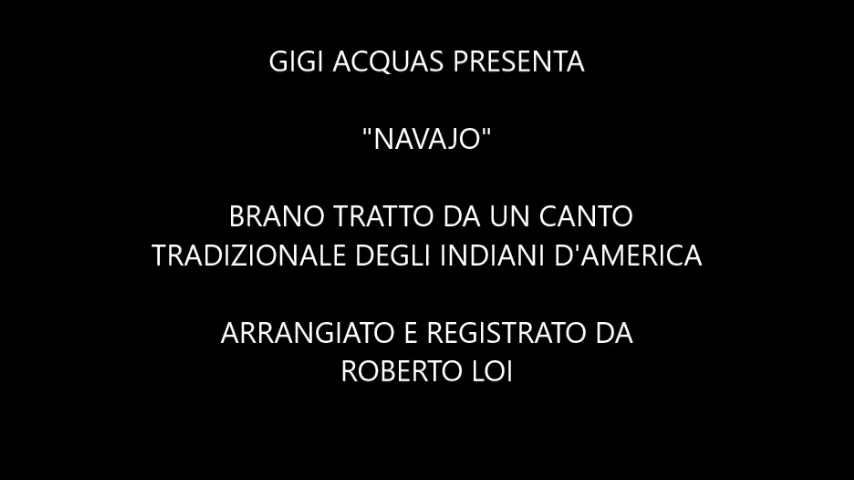 GIGI ACQUAS PRESENTA
"NAVAJO"
BRANO TRATTO DA UN CANTO
TRADIZIONALE DEGLI INDIANI D'AMERICA
ARRANGIATO E REGISTRATO DA
ROBERTO LOI